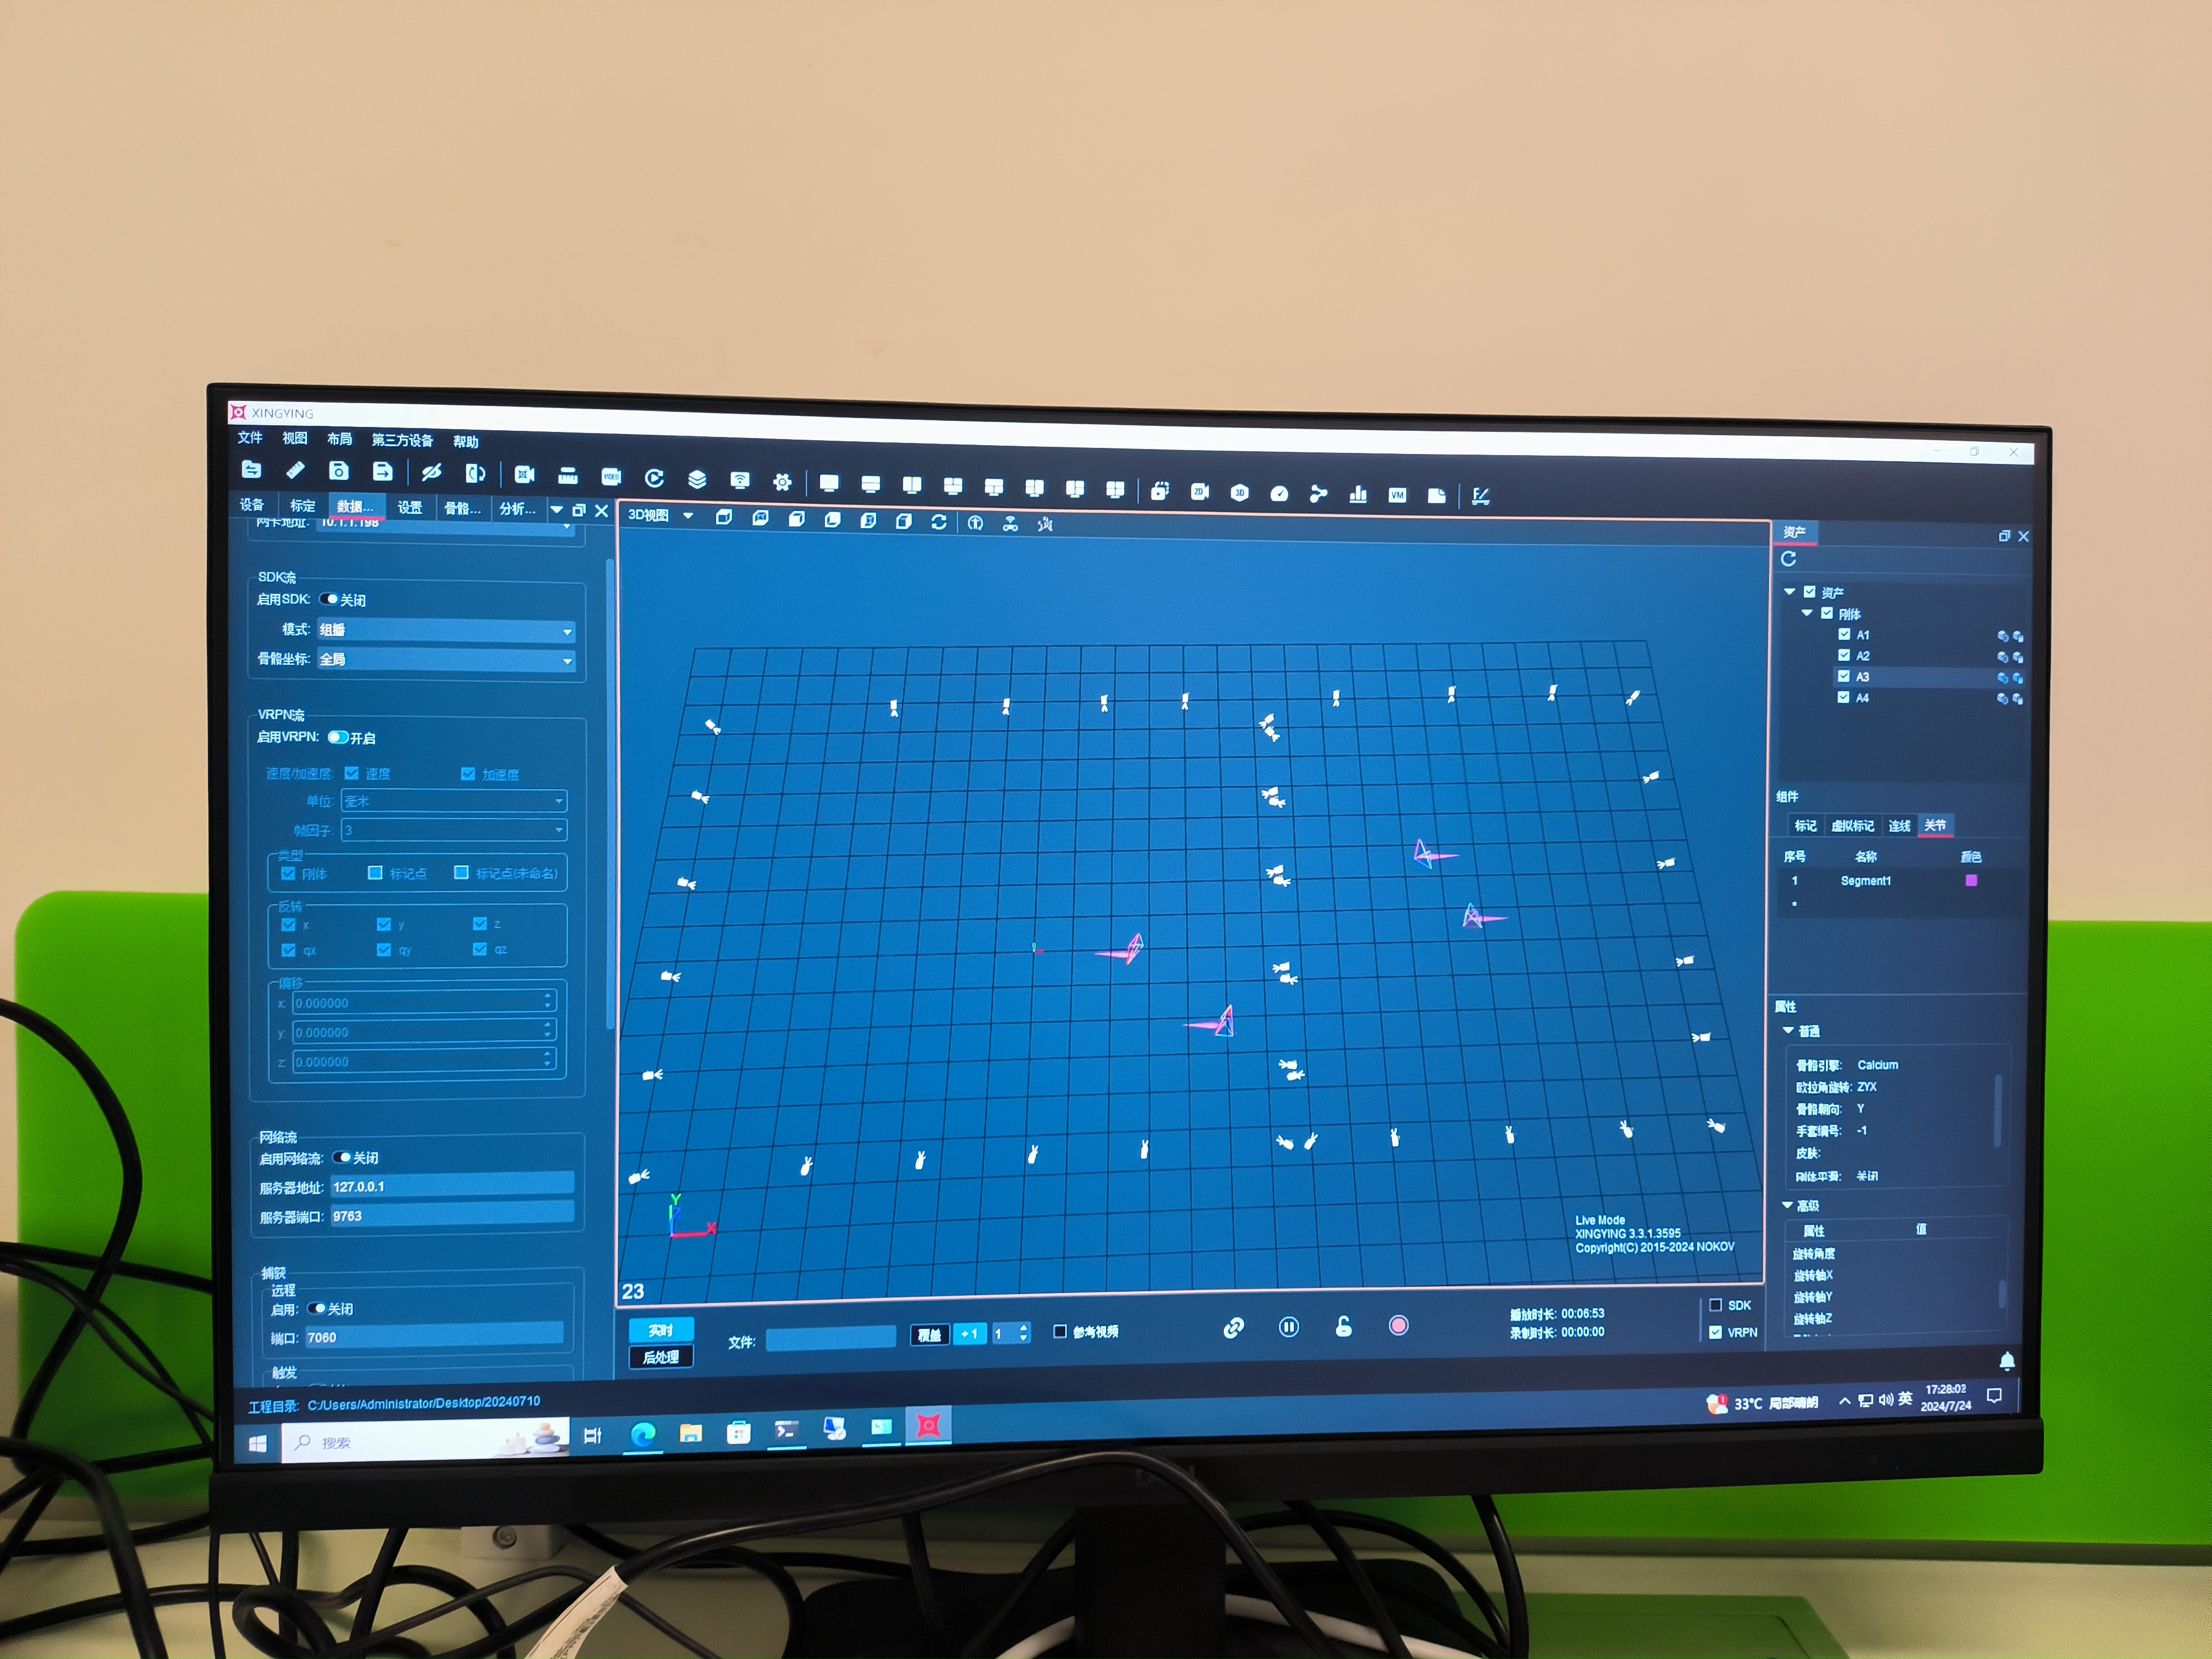 XINGYING
文件 视图 布局 第三方设备 帮助
设备 标定 数据... 设置 骨骼... 分析...
网卡地址: 10.1.1.198
SDK流
启用SDK: 关闭
模式: 组播
骨骼坐标: 全局
VRPN流
启用VRPN: 开启
速度/加速度: 速度 加速度
单位: 毫米
帧因子: 3
类型
刚体 标记点 标记点(未命名)
反转
x y z
qx qy qz
偏移
x: 0.000000
y: 0.000000
z: 0.000000
网络流
启用网络流: 关闭
服务器地址: 127.0.0.1
服务器端口: 9763
捕获
远程
启用: 关闭
端口: 7060
触发
3D视图
Y
Z
X
23
Live Mode
XINGYING 3.3.1.3595
Copyright(C) 2015-2024 NOKOV
实时
后处理
文件: 覆盖 +1 1 参考视频
播放时长: 00:06:53
录制时长: 00:00:00
SDK
VRPN
资产
资产
刚体
A1
A2
A3
A4
组件
标记 虚拟标记 连线 关节
序号 名称 颜色
1 Segment1
*
属性
普通
骨骼引擎: Calcium
欧拉角旋转: ZYX
骨骼朝向: Y
手套编号: -1
皮肤:
刚体平滑: 关闭
高级
属性 值
旋转角度
旋转轴X
旋转轴Y
旋转轴Z
工程目录: C:/Users/Administrator/Desktop/20240710
搜索
33°C 局部晴朗 英
17:28:02
2024/7/24